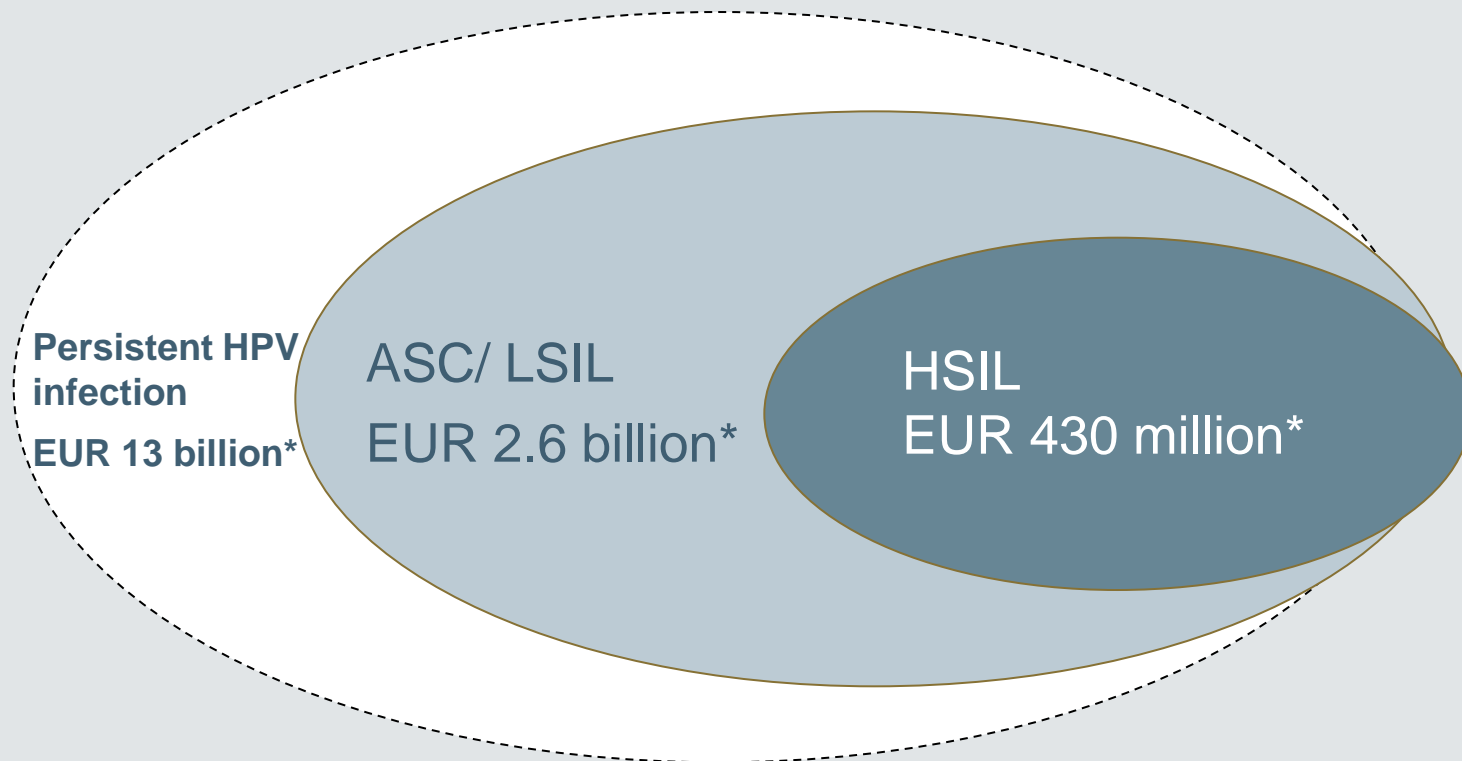 Persistent HPV
infection
EUR 13 billion*
ASC/ LSIL
EUR 2.6 billion*
HSIL
EUR 430 million*